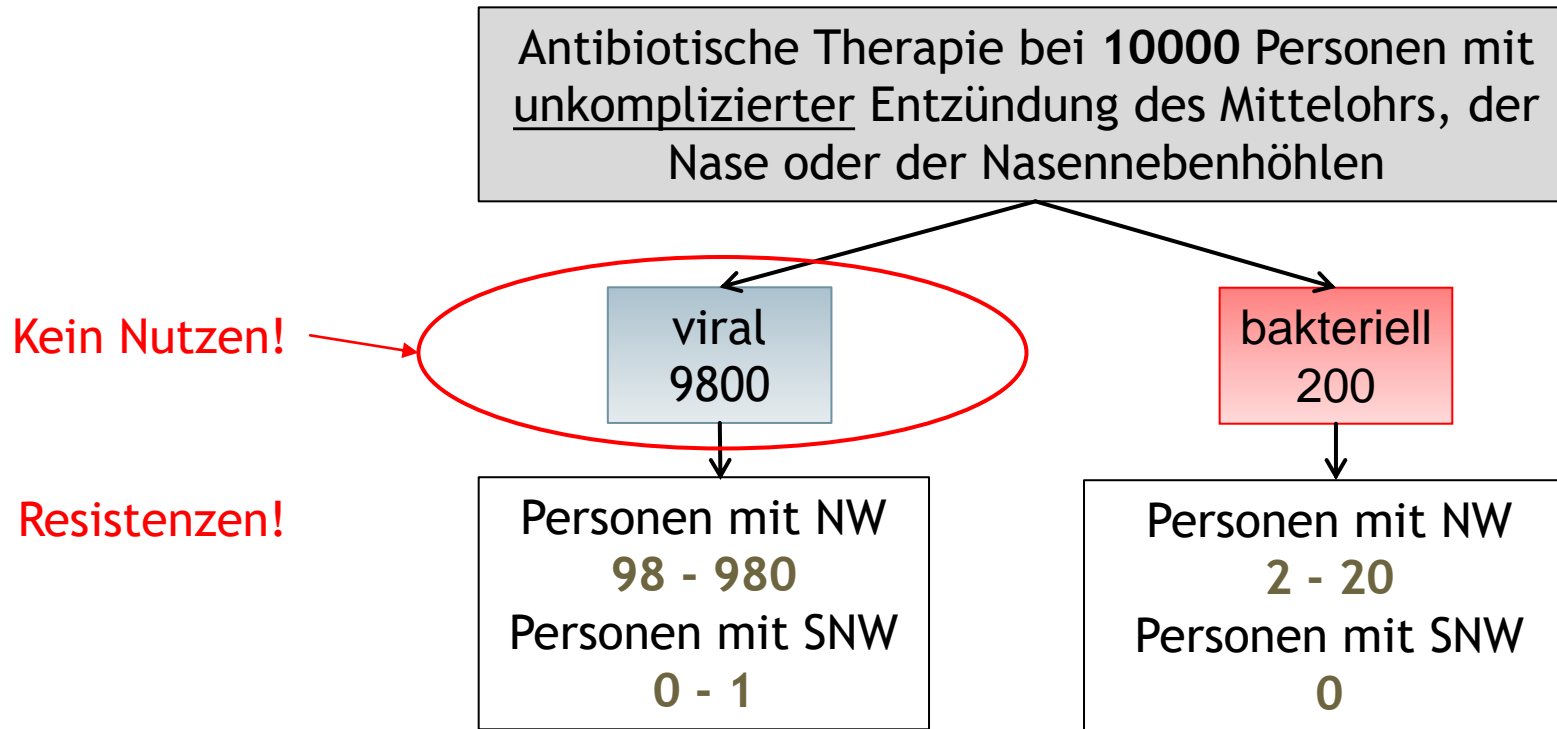 Antibiotische Therapie bei 10000 Personen mit
unkomplizierter Entzündung des Mittelohrs, der
Nase oder der Nasennebenhöhlen
Kein Nutzen!
viral
9800
bakteriell
200
Resistenzen!
Personen mit NW
98 - 980
Personen mit SNW
0 - 1
Personen mit NW
2 - 20
Personen mit SNW
0